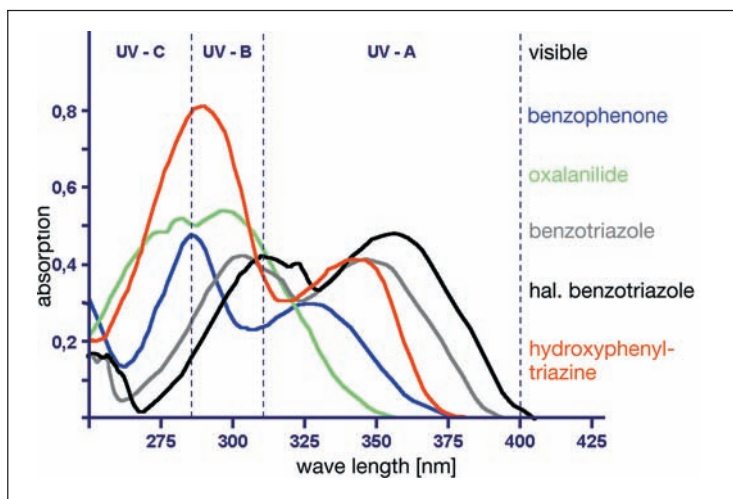 UV - C
UV - B
UV - A
visible
0,8
benzophenone
0,6
oxalanilide
absorption
benzotriazole
0,4
hal. benzotriazole
0,2
hydroxyphenyl-
triazine
275
300
325
350
375
400
425
wave length [nm]